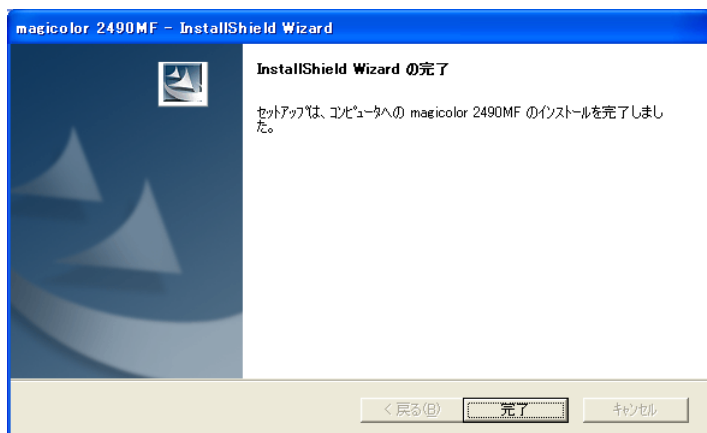 magicolor 2490MF - InstallShield Wizard
InstallShield Wizard の完了
セットアップは、コンピュータへの magicolor 2490MF のインストールを完了しまし
た。
< 戻る(B)
完了
キャンセル